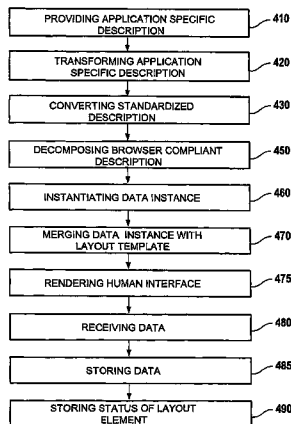 PROVIDING APPLICATION SPECIFIC
DESCRIPTION
410
TRANSFORMING APPLICATION
SPECIFIC DESCRIPTION
420
CONVERTING STANDARDIZED
DESCRIPTION
430
DECOMPOSING BROWSER COMPLIANT
DESCRIPTION
450
INSTANTIATING DATA INSTANCE
460
MERGING DATA INSTANCE WITH
LAYOUT TEMPLATE
470
RENDERING HUMAN INTERFACE
475
RECEIVING DATA
480
STORING DATA
485
STORING STATUS OF LAYOUT
ELEMENT
490